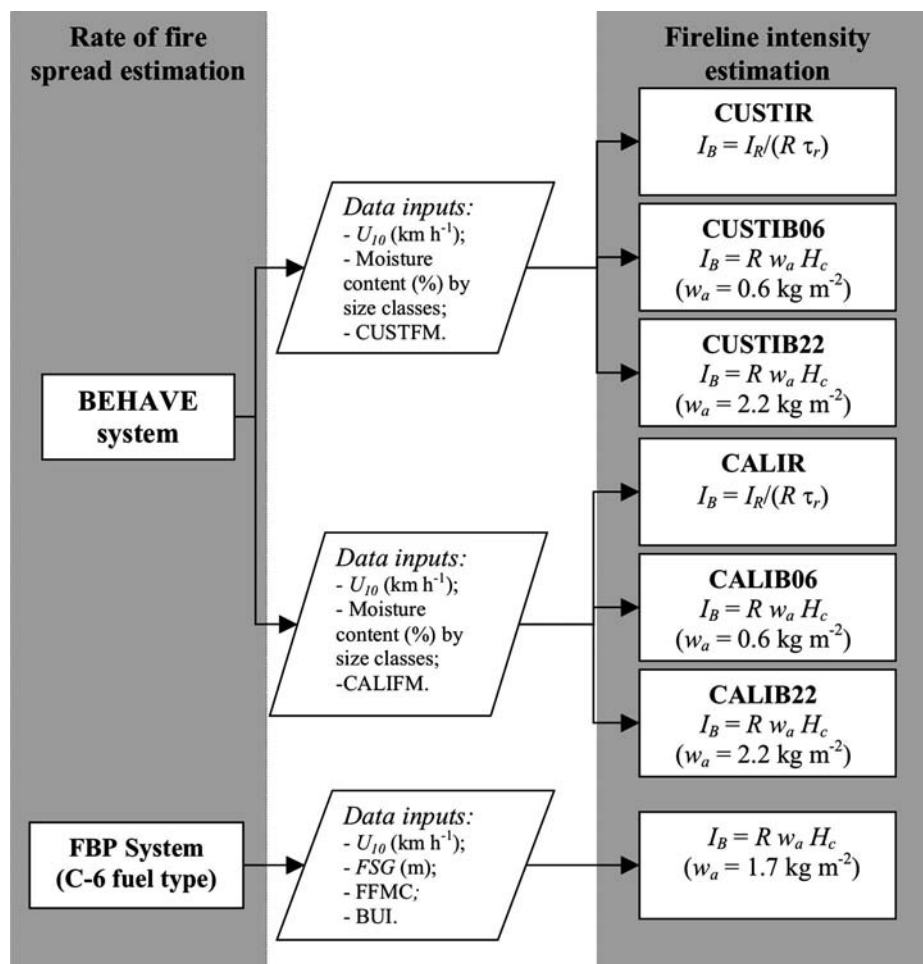 Rate of fire
spread estimation
Fireline intensity
estimation
BEHAVE
system
Data inputs:
- U₁₀ (km h⁻¹);
- Moisture
content (%) by
size classes;
- CUSTFM.
CUSTIR
I_B = I_R/(R τ_r)
CUSTIB06
I_B = R w_a H_c
(w_a = 0.6 kg m⁻²)
CUSTIB22
I_B = R w_a H_c
(w_a = 2.2 kg m⁻²)
Data inputs:
- U₁₀ (km h⁻¹);
- Moisture
content (%) by
size classes;
-CALIFM.
CALIR
I_B = I_R/(R τ_r)
CALIB06
I_B = R w_a H_c
(w_a = 0.6 kg m⁻²)
CALIB22
I_B = R w_a H_c
(w_a = 2.2 kg m⁻²)
FBP System
(C-6 fuel type)
Data inputs:
- U₁₀ (km h⁻¹);
- FSG (m);
- FFMC;
- BUI.
I_B = R w_a H_c
(w_a = 1.7 kg m⁻²)